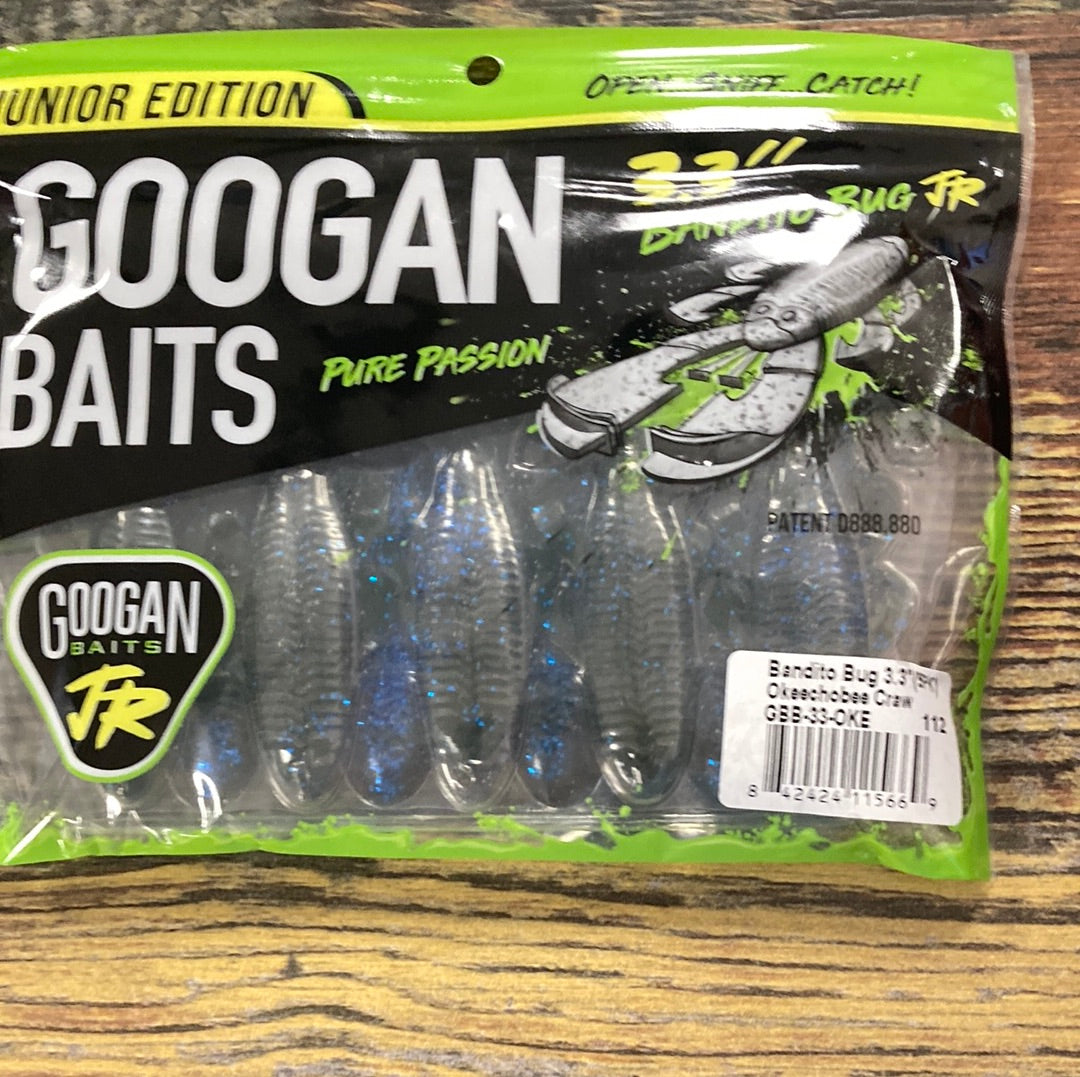 JUNIOR EDITION
OPEN...SNIFF...CATCH!
GOOGAN
BAITS
3.3"
BANDITO BUG JR
PURE PASSION
PATENT D888,880
GOOGAN
BAITS
JR
Bandito Bug 3.3"(8PK)
Okeechobee Craw
GBB-33-OKE 112
8 42424 11566 9